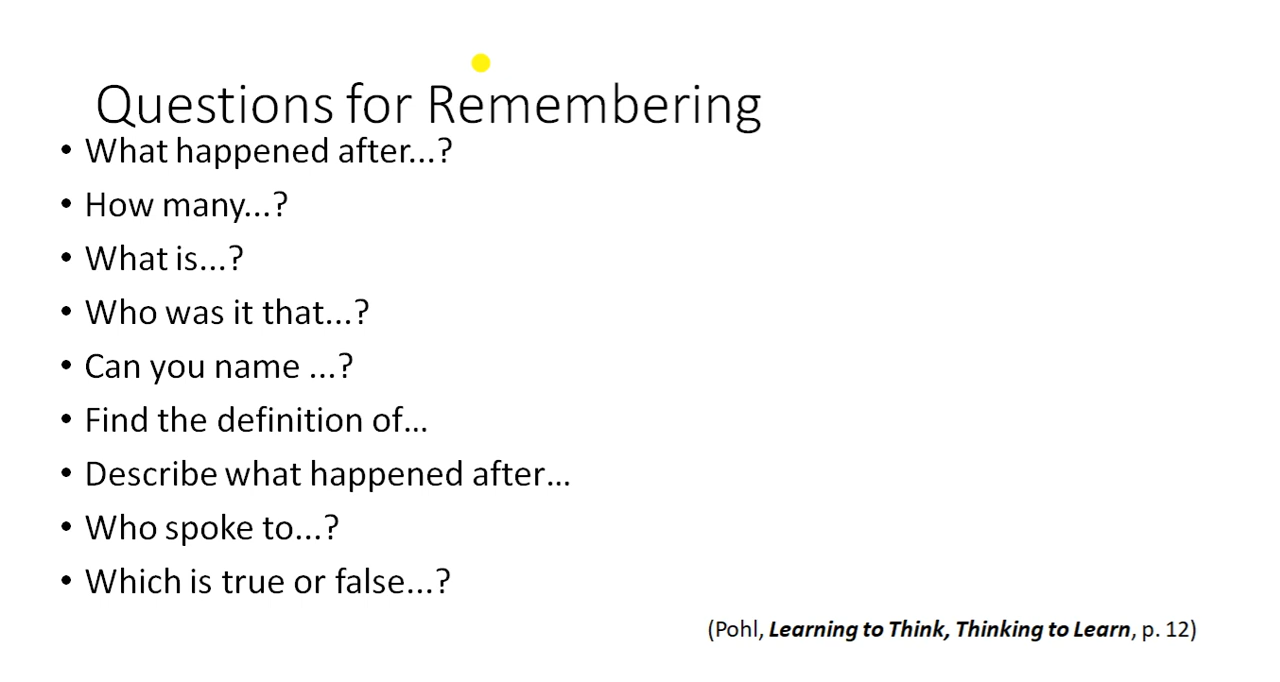 Questions for Remembering
• What happened after...?
• How many...?
• What is...?
• Who was it that...?
• Can you name ...?
• Find the definition of...
• Describe what happened after...
• Who spoke to...?
• Which is true or false...?
(Pohl, Learning to Think, Thinking to Learn, p. 12)